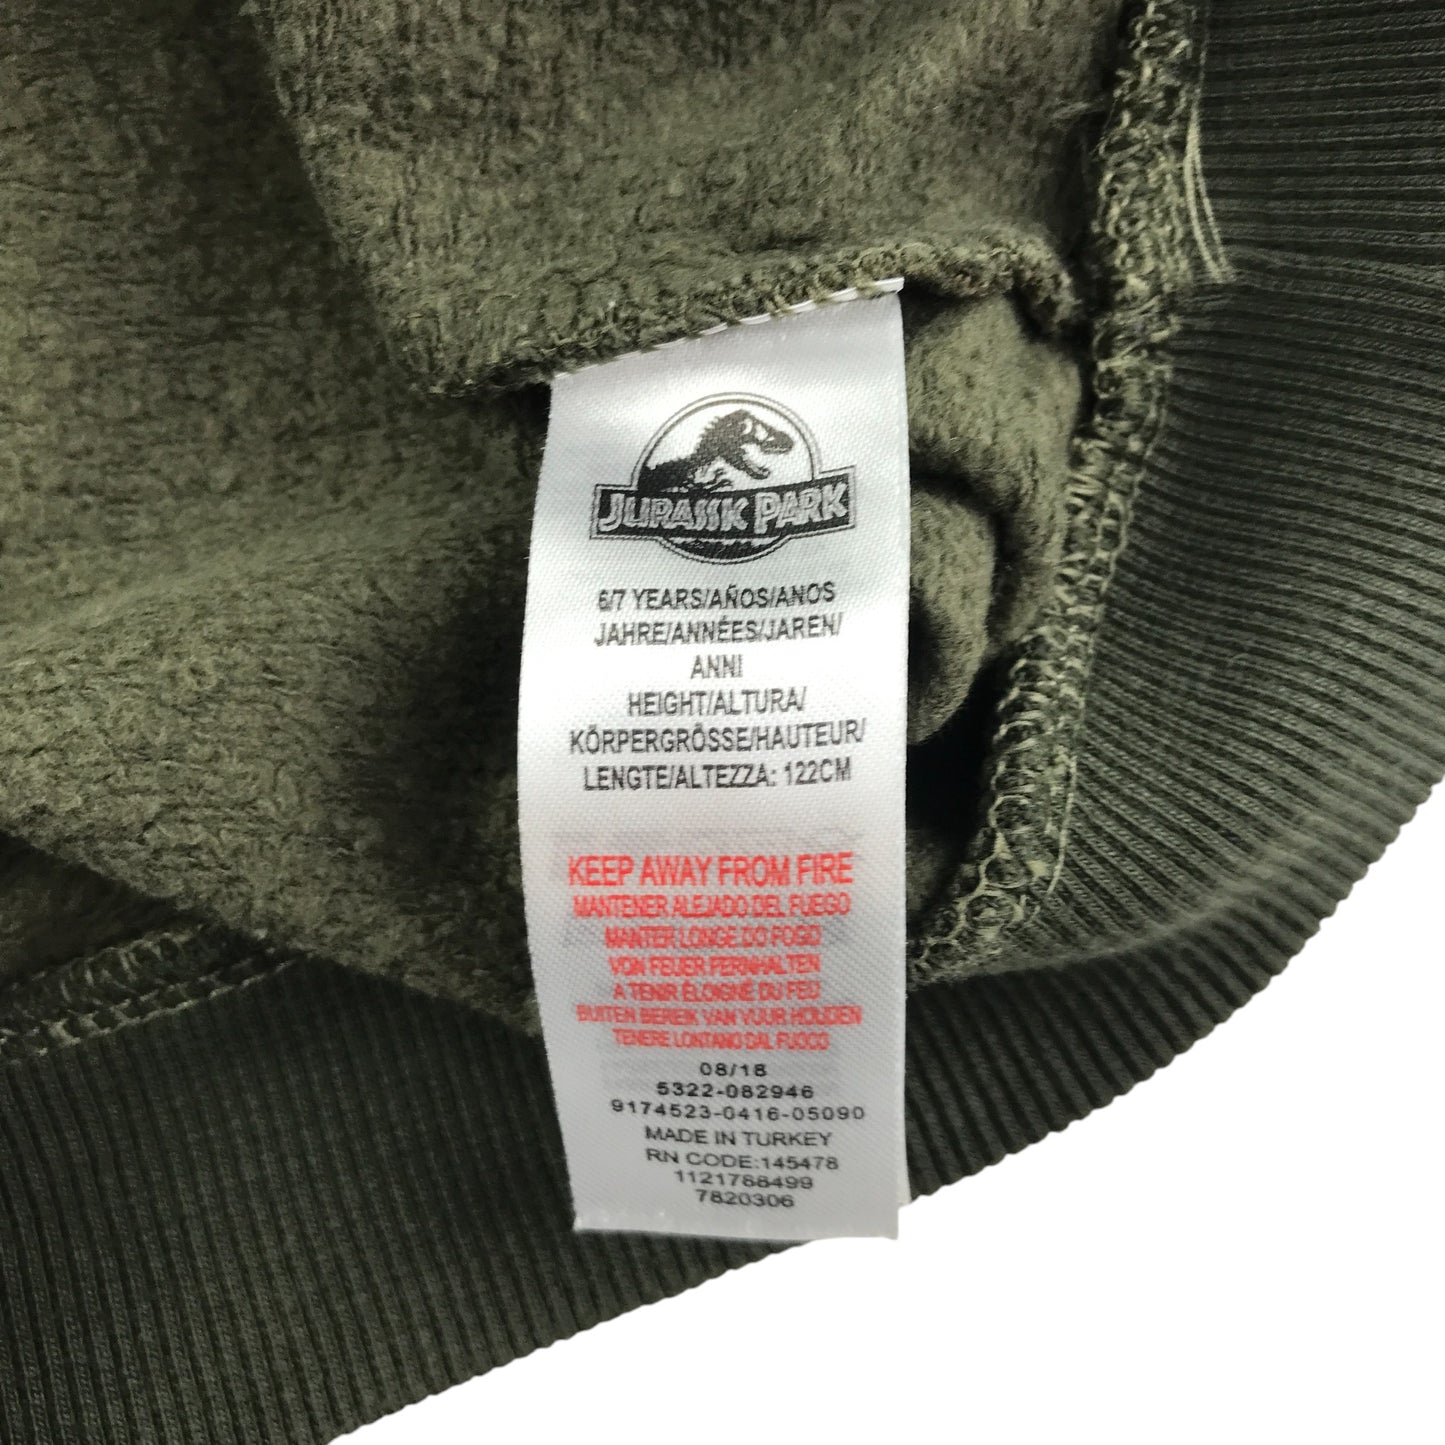 JURASSIC PARK
6/7 YEARS/AÑOS/ANOS
JAHRE/ANNÉES/JAREN/
ANNI
HEIGHT/ALTURA/
KÖRPERGRÖSSE/HAUTEUR/
LENGTE/ALTEZZA: 122CM
KEEP AWAY FROM FIRE
MANTENER ALEJADO DEL FUEGO
MANTER LONGE DO FOGO
VON FEUER FERNHALTEN
A TENIR ÉLOIGNÉ DU FEU
BUITEN BEREIK VAN VUUR HOUDEN
TENERE LONTANO DAL FUOCO
08/18
5322-082946
9174523-0416-05090
MADE IN TURKEY
RN CODE:145478
1121768499
7820306